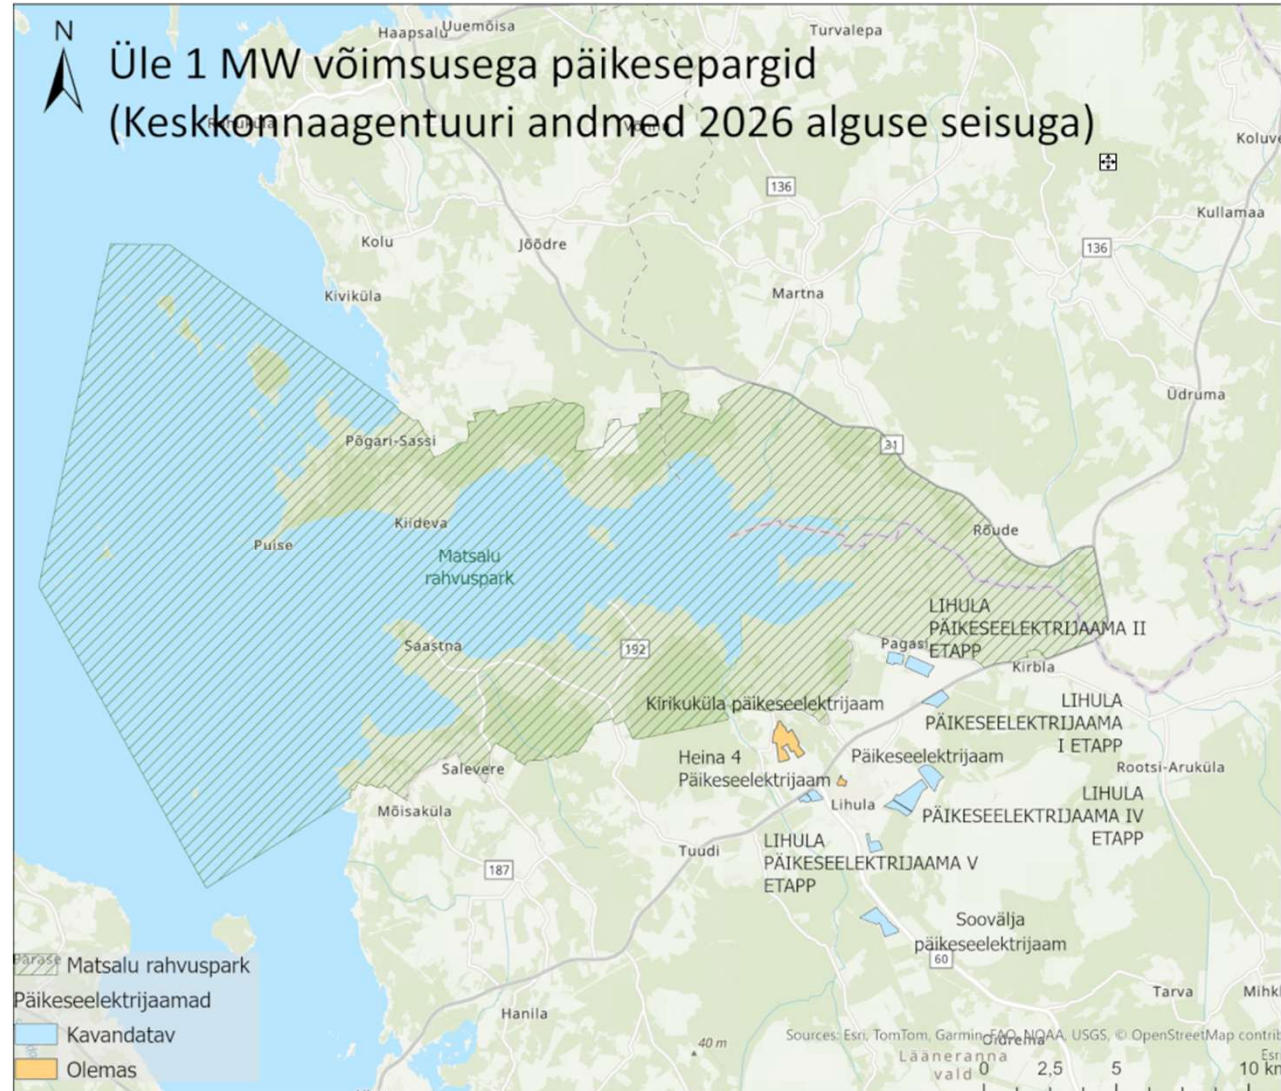 N
Üle 1 MW võimsusega päikesepargid
(Keskkonnaagentuuri andmed 2026 alguse seisuga)
Haapsalu
Uuemõisa
Turvalepa
136
Kullamaa
136
Kolu
Jõõdre
Kiviküla
Martna
Üdruma
Põgari-Sassi
31
Kiideva
Rõude
Puise
Matsalu
rahvuspark
LIHULA
PÄIKESEELEKTRIJAAMA II
ETAPP
Saastna
192
Pagasi
Kirbla
Kirikuküla päikeseelektrijaam
LIHULA
PÄIKESEELEKTRIJAAMA
I ETAPP
Heina 4
Päikeseelektrijaam
Päikeseelektrijaam
Salevere
Rootsi-Aruküla
Mõisaküla
Lihula
LIHULA
PÄIKESEELEKTRIJAAMA IV
ETAPP
Tuudi
LIHULA
PÄIKESEELEKTRIJAAMA V
ETAPP
187
Soovälja
päikeseelektrijaam
60
Tarva
Hanila
Matsalu rahvuspark
Päikeseelektrijaamad
Kavandatav
Olemas
Sources: Esri, TomTom, Garmin, FAO, NOAA, USGS, © OpenStreetMap
40 m
Lääneranna
vald
0 2,5 5 10